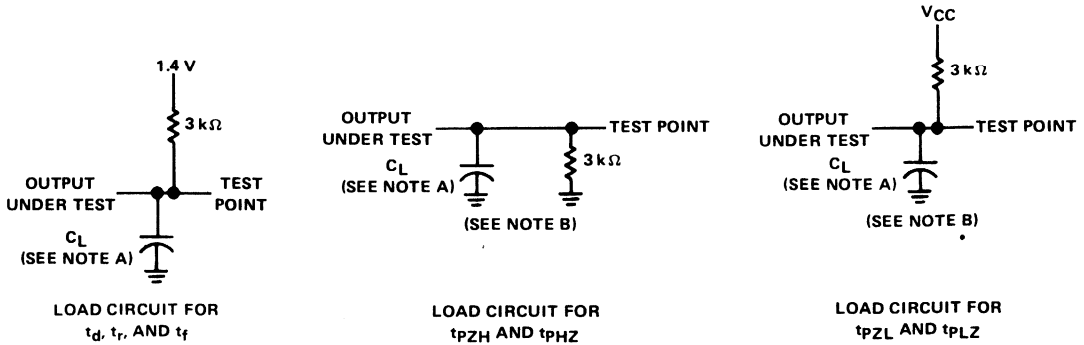 1.4 V
3 kΩ
OUTPUT
UNDER TEST
TEST
POINT
CL
(SEE NOTE A)
LOAD CIRCUIT FOR
td, tr, AND tf
OUTPUT
UNDER TEST
TEST POINT
CL
(SEE NOTE A)
3 kΩ
(SEE NOTE B)
LOAD CIRCUIT FOR
tPZH AND tPHZ
VCC
3 kΩ
OUTPUT
UNDER TEST
TEST POINT
CL
(SEE NOTE A)
(SEE NOTE B)
LOAD CIRCUIT FOR
tPZL AND tPLZ